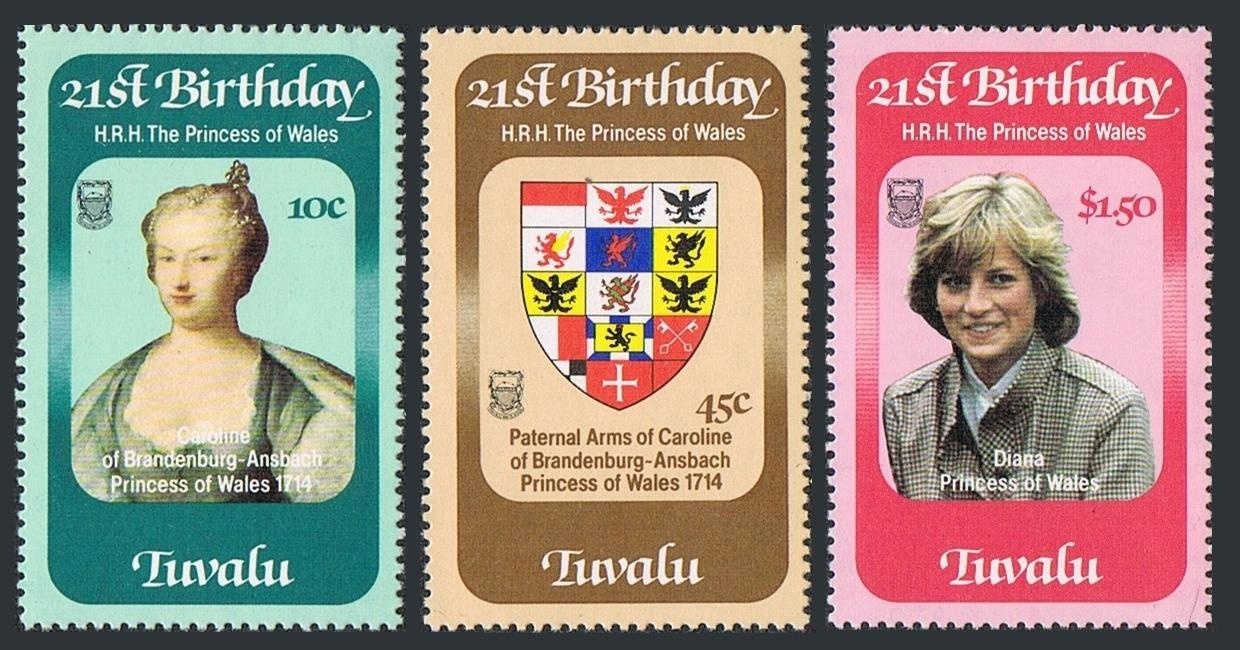 21st Birthday
H.R.H. The Princess of Wales
10c
Caroline
of Brandenburg-Ansbach
Princess of Wales 1714
Tuvalu
21st Birthday
H.R.H. The Princess of Wales
45c
Paternal Arms of Caroline
of Brandenburg-Ansbach
Princess of Wales 1714
Tuvalu
21st Birthday
H.R.H. The Princess of Wales
$1.50
Diana
Princess of Wales
Tuvalu